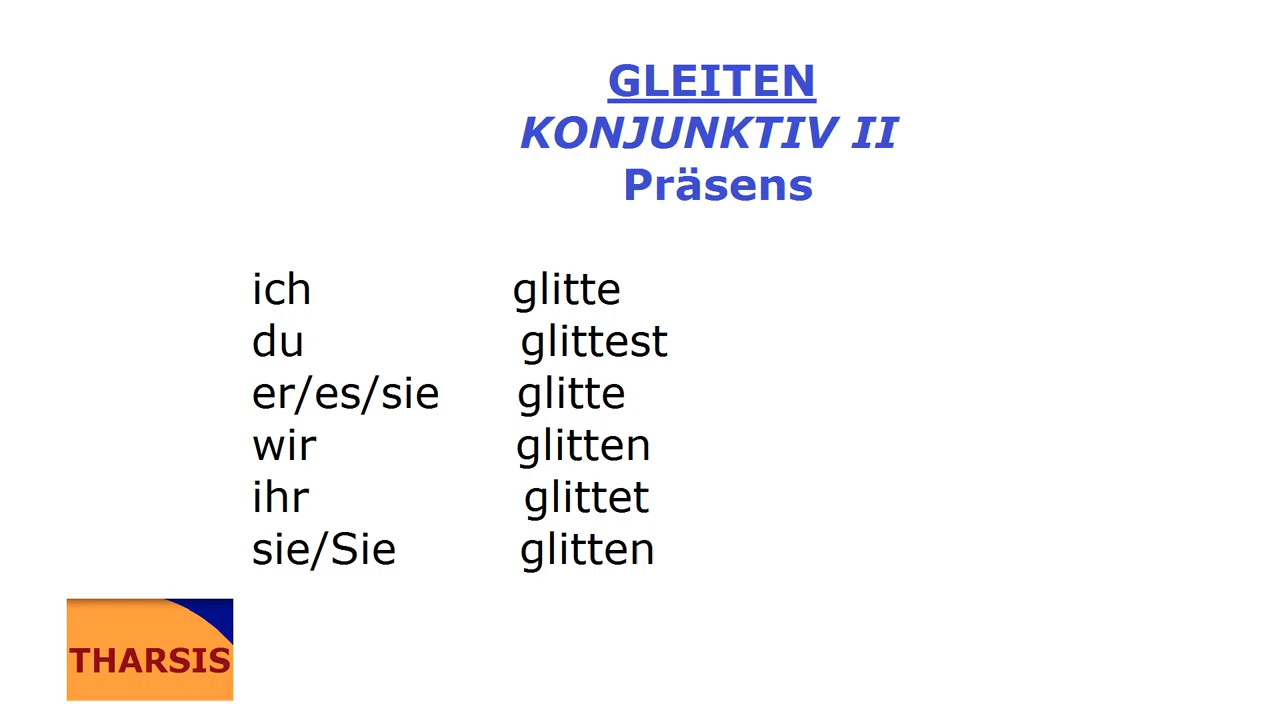 GLEITEN
KONJUNKTIV II
Präsens
ich glitte
du glittest
er/es/sie glitte
wir glitten
ihr glittet
sie/Sie glitten
THARSIS